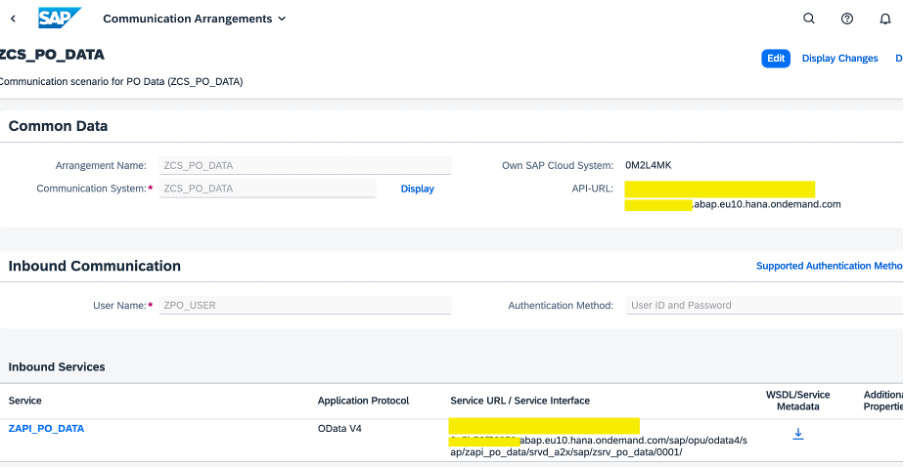 SAP Communication Arrangements
ZCS_PO_DATA
Edit Display Changes D
Communication scenario for PO Data (ZCS_PO_DATA)
Common Data
Arrangement Name: ZCS_PO_DATA Own SAP Cloud System: 0M2L4MK
Communication System:* ZCS_PO_DATA Display API-URL:
.abap.eu10.hana.ondemand.com
Inbound Communication Supported Authentication Metho
User Name:* ZPO_USER Authentication Method: User ID and Password
Inbound Services
Service Application Protocol Service URL / Service Interface WSDL/Service Metadata Additiona Propertie
ZAPI_PO_DATA OData V4
abap.eu10.hana.ondemand.com/sap/opu/odata4/s
ap/zapi_po_data/srvd_a2x/sap/zsrv_po_data/0001/